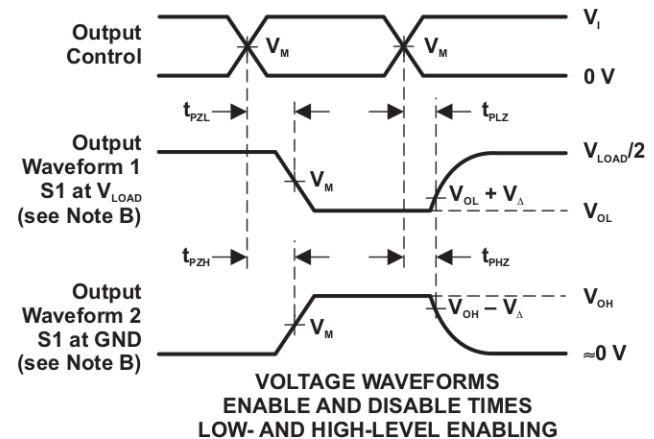 Output
Control
V_M
V_M
V_I
0 V
t_PZL
t_PLZ
Output
Waveform 1
S1 at V_LOAD
(see Note B)
V_M
V_OL + V_Δ
V_LOAD/2
V_OL
t_PZH
t_PHZ
Output
Waveform 2
S1 at GND
(see Note B)
V_M
V_OH – V_Δ
V_OH
≈0 V
VOLTAGE WAVEFORMS
ENABLE AND DISABLE TIMES
LOW- AND HIGH-LEVEL ENABLING